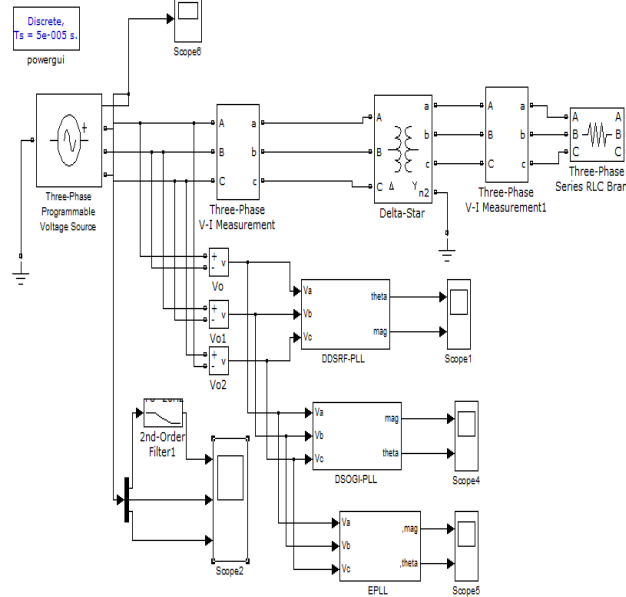 Discrete,
Ts = 5e-005 s.
powergui
Scope6
+
Three-Phase
Programmable
Voltage Source
A
B
C
a
b
c
Three-Phase
V-I Measurement
A
B
C
Δ
Y
a
b
c
n2
Delta-Star
A
B
C
a
b
c
Three-Phase
V-I Measurement1
A
B
C
A
B
C
Three-Phase
Series RLC Bran
+
-
v
Vo
+
-
v
Vo1
+
-
v
Vo2
Va
Vb
Vc
theta
mag
DDSRF-PLL
Scope1
2nd-Order
Filter1
Scope2
Va
Vb
Vc
mag
theta
DSOGI-PLL
Scope4
Va
Vb
Vc
,mag
,theta
EPLL
Scope5